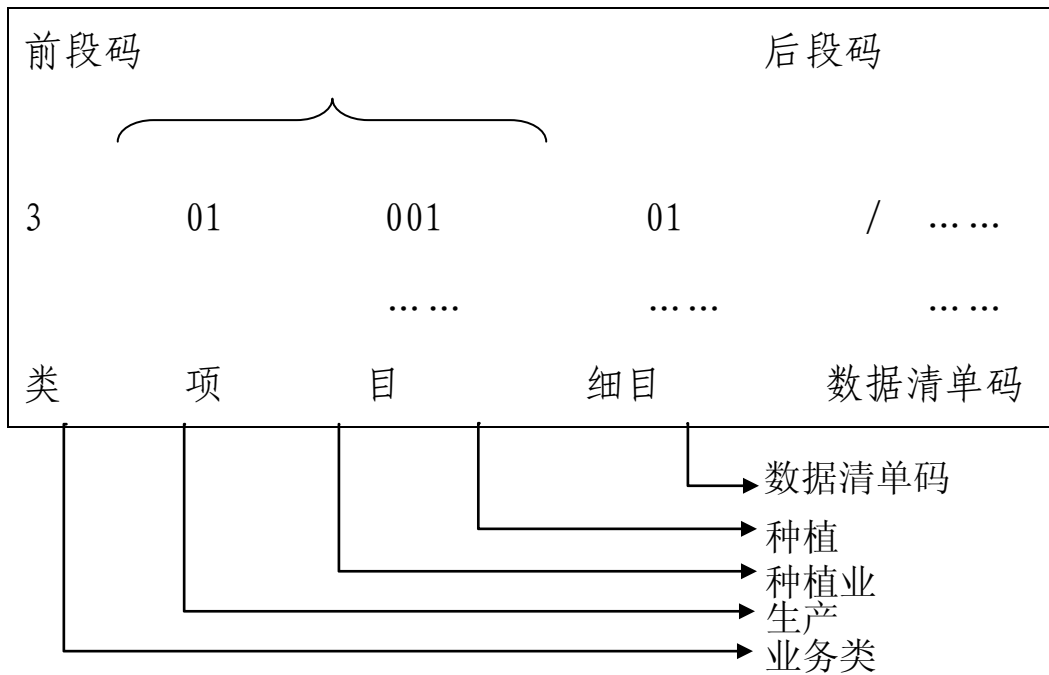 前段码 后段码
3 01 001 01 / ……
…… …… ……
类 项 目 细目 数据清单码
数据清单码
种植
种植业
生产
业务类